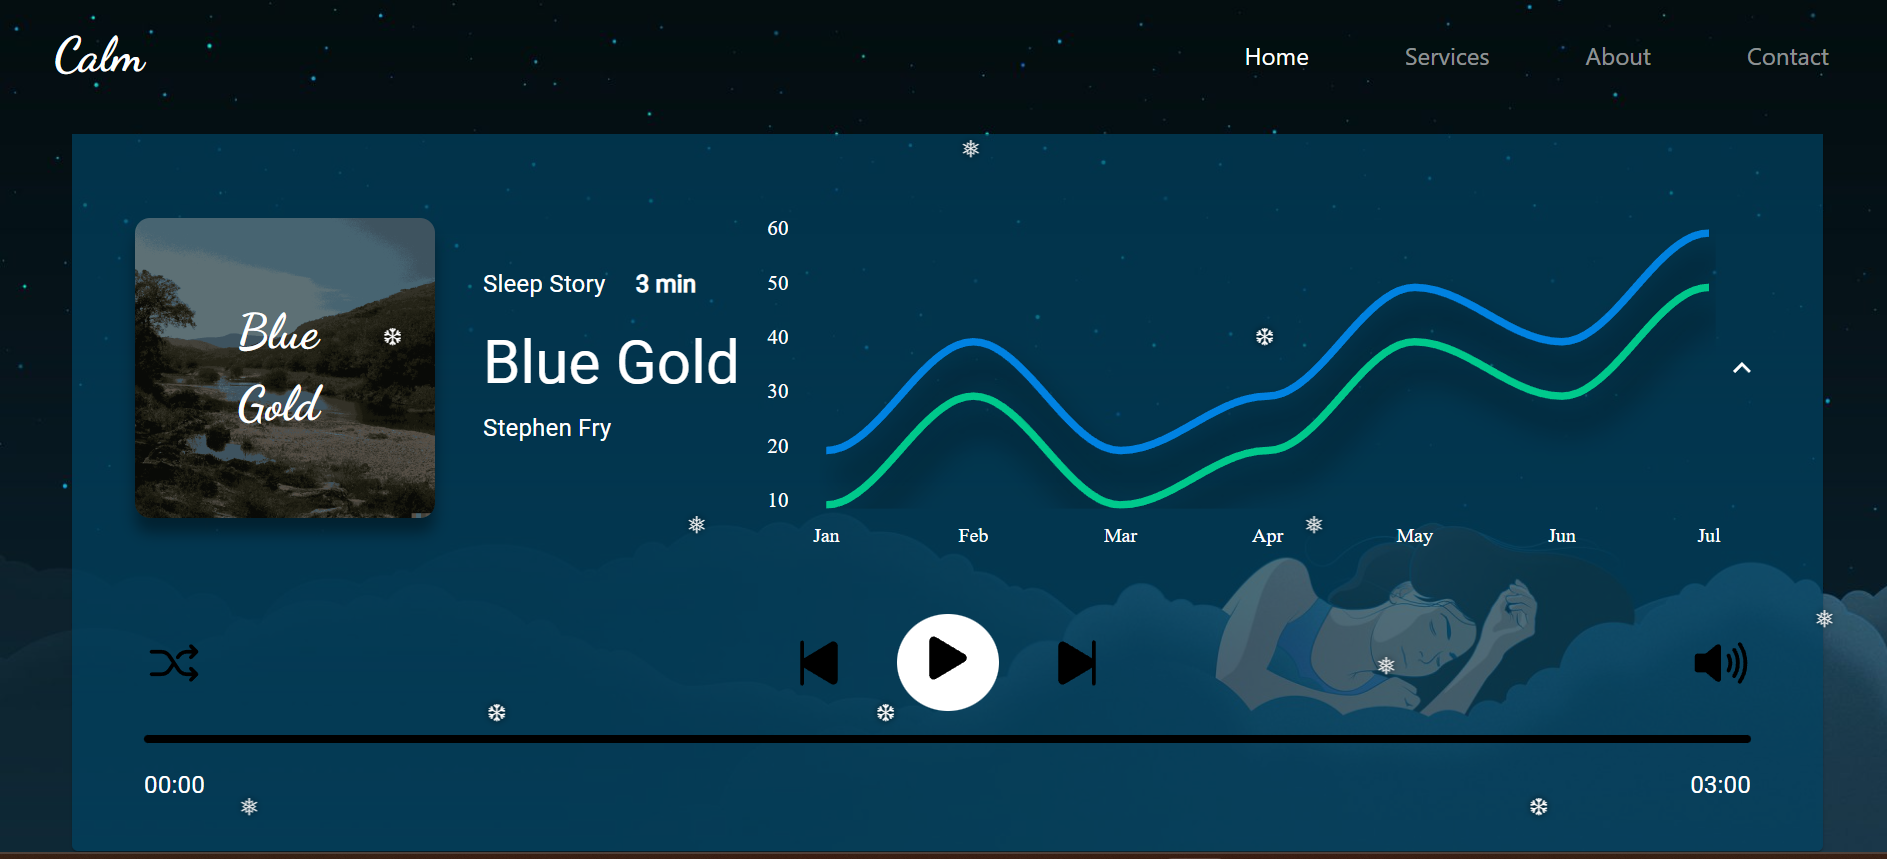 Calm
Home Services About Contact
Blue
Gold
Sleep Story 3 min
Blue Gold
Stephen Fry
60
50
40
30
20
10
Jan Feb Mar Apr May Jun Jul
00:00 03:00